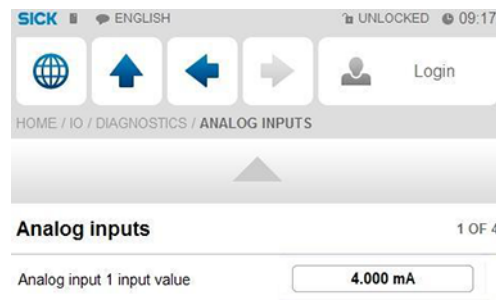 SICK ENGLISH UNLOCKED 09:17
Login
HOME / IO / DIAGNOSTICS / ANALOG INPUTS
Analog inputs 1 OF 4
Analog input 1 input value 4.000 mA